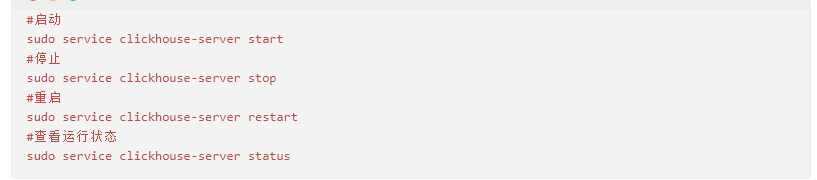 #启动
sudo service clickhouse-server start
#停止
sudo service clickhouse-server stop
#重启
sudo service clickhouse-server restart
#查看运行状态
sudo service clickhouse-server status